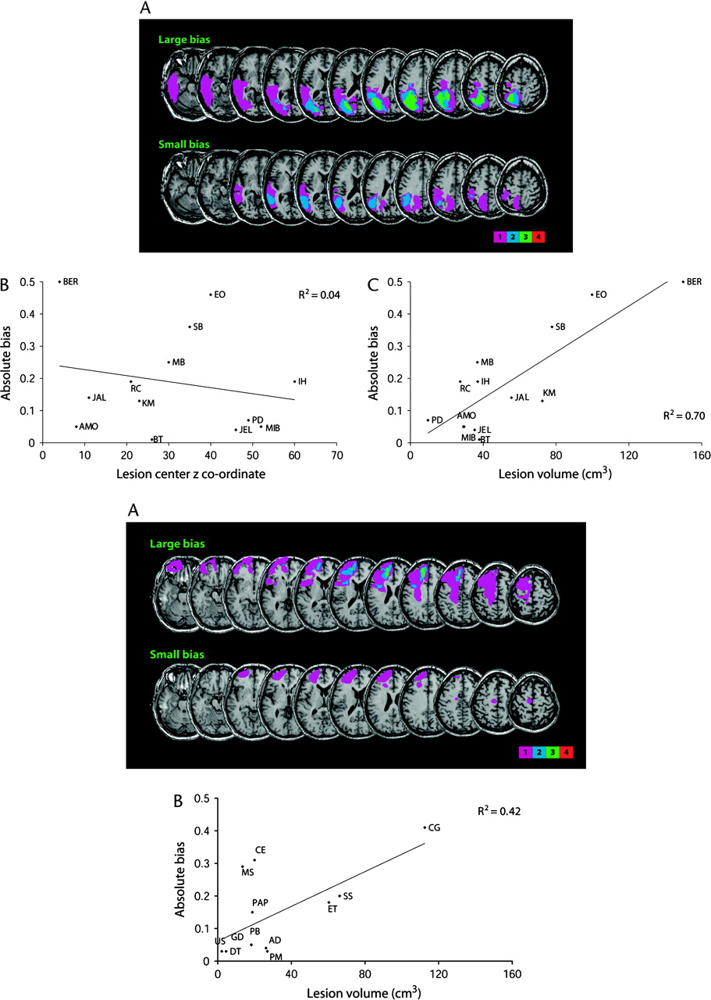 A
Large bias
Small bias
1 2 3 4
B
Absolute bias
0.5
0.4
0.3
0.2
0.1
0
BER
EO
R² = 0.04
SB
MB
RC
IH
JAL
KM
AMO
PD
JEL
MIB
BT
0 10 20 30 40 50 60 70
Lesion center z co-ordinate
C
Absolute bias
0.5
0.4
0.3
0.2
0.1
0
BER
EO
SB
MB
RC
IH
JAL
KM
PD
AMO
R² = 0.70
JEL
MIB
BT
0 40 80 120 160
Lesion volume (cm³)
A
Large bias
Small bias
1 2 3 4
B
Absolute bias
0.5
0.4
0.3
0.2
0.1
0
R² = 0.42
CG
CE
MS
SS
ET
PAP
PB
GD
US
AD
DT
PM
0 40 80 120 160
Lesion volume (cm³)